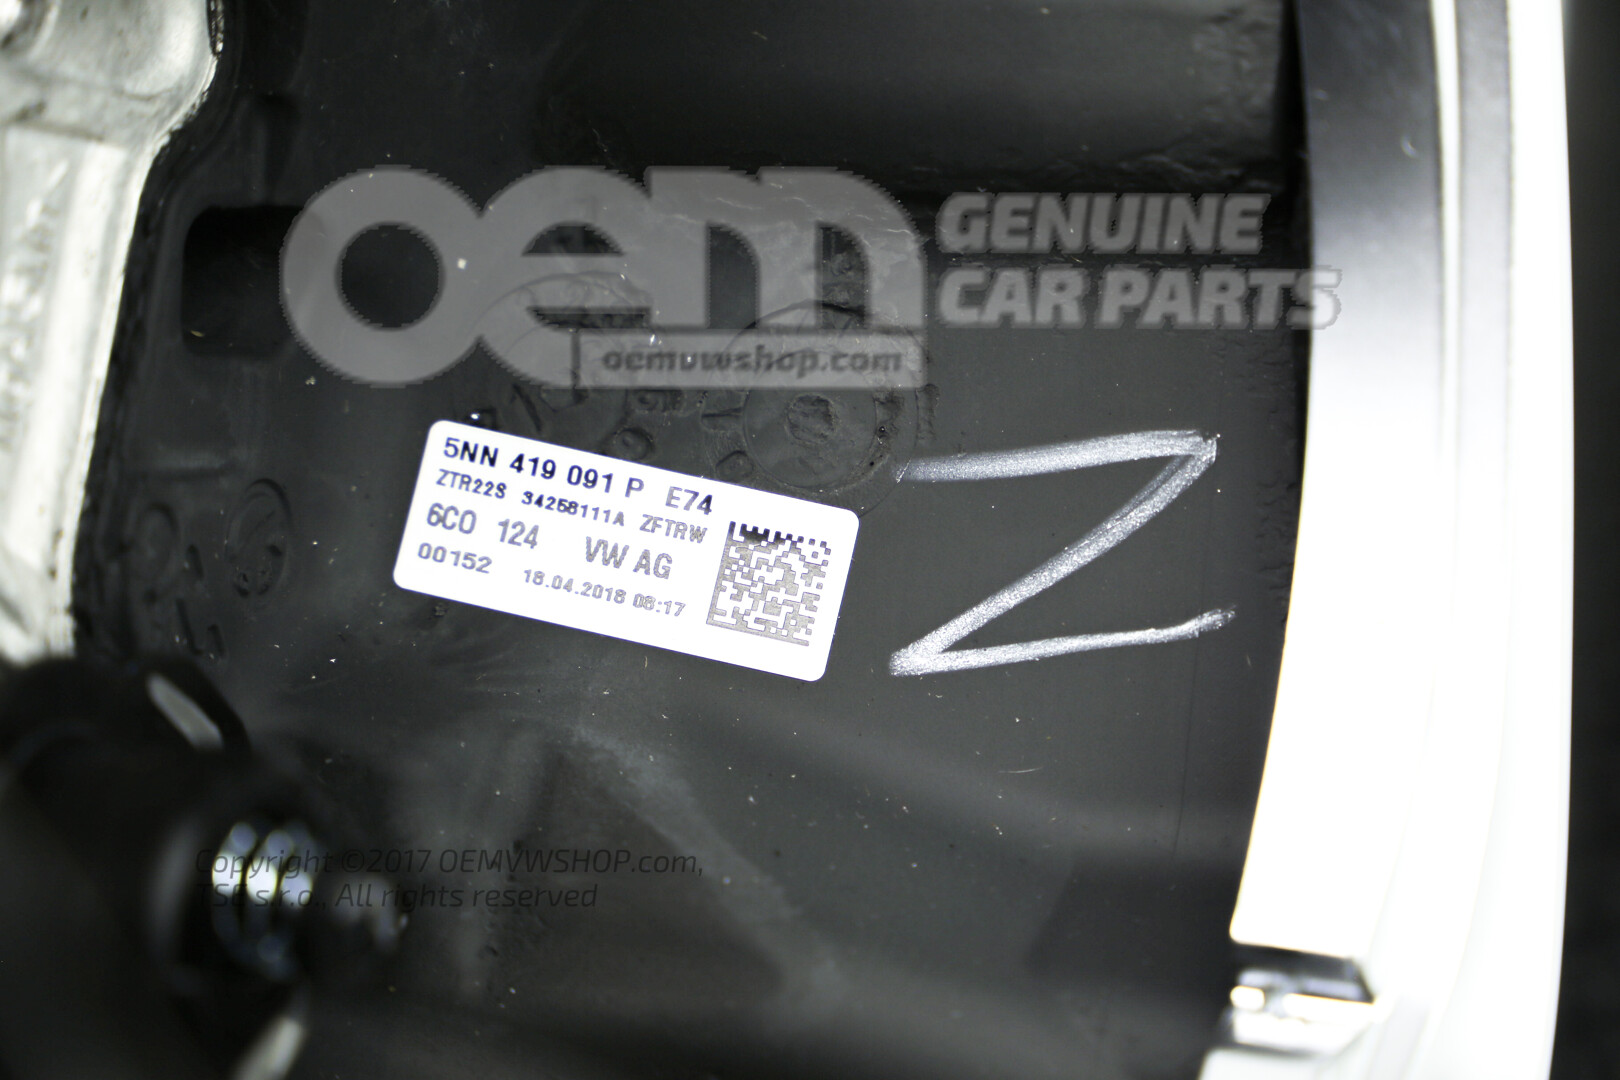 oem GENUINE
CAR PARTS
oemvwshop.com
5NN 419 091 P E74
ZTR22S 34258111A ZFTRW
6C0 124 VW AG
00152 18.04.2018 08:17
Z
Copyright ©2017 OEMVWSHOP.com,
TSG s.r.o., All rights reserved